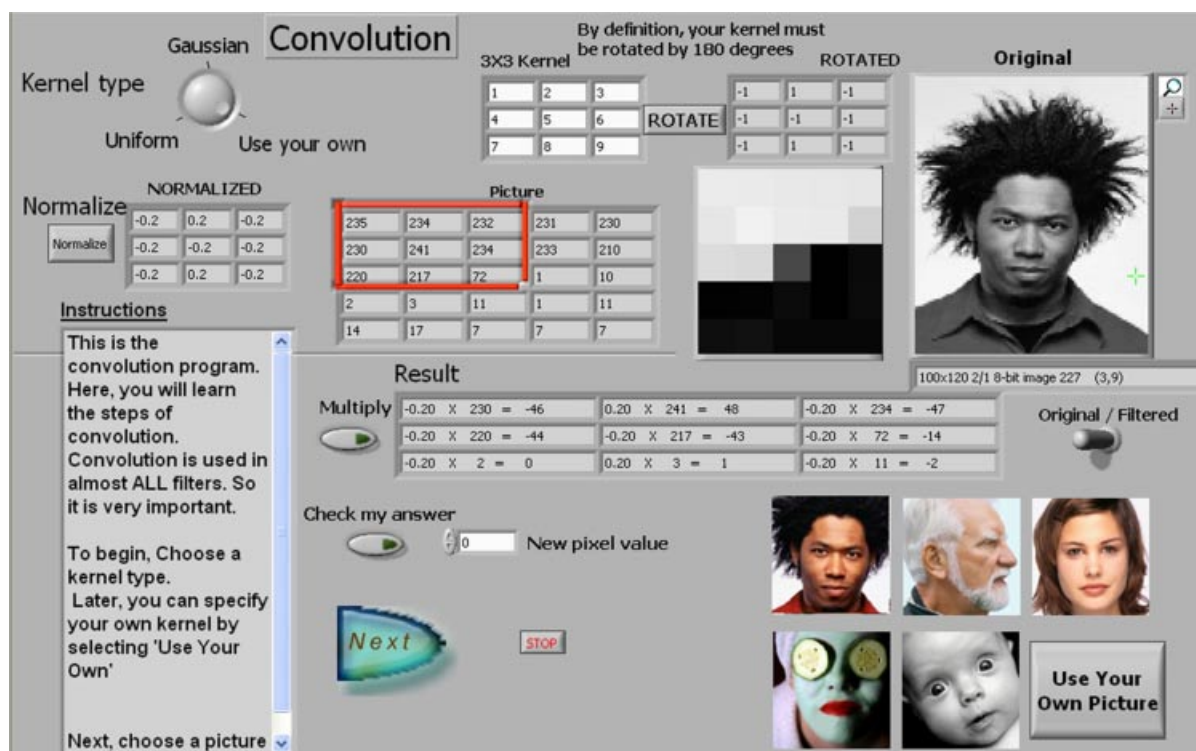 Convolution
By definition, your kernel must
be rotated by 180 degrees
Kernel type
Gaussian
Uniform
Use your own
3X3 Kernel
1 2 3
4 5 6
7 8 9
ROTATE
ROTATED
-1 1 -1
-1 -1 -1
-1 1 -1
Original
100x120 2/1 8-bit image 227 (3,9)
Normalize
Normalize
NORMALIZED
-0.2 0.2 -0.2
-0.2 -0.2 -0.2
-0.2 0.2 -0.2
Picture
235 234 232 231 230
230 241 234 233 210
220 217 72 1 10
2 3 11 1 11
14 17 7 7 7
Instructions
This is the
convolution program.
Here, you will learn
the steps of
convolution.
Convolution is used in
almost ALL filters. So
it is very important.
To begin, Choose a
kernel type.
Later, you can specify
your own kernel by
selecting 'Use Your
Own'
Next, choose a picture
Result
Multiply
-0.20 X 230 = -46 0.20 X 241 = 48 -0.20 X 234 = -47
-0.20 X 220 = -44 -0.20 X 217 = -43 -0.20 X 72 = -14
-0.20 X 2 = 0 0.20 X 3 = 1 -0.20 X 11 = -2
Original / Filtered
Check my answer
0 New pixel value
Next
STOP
Use Your
Own Picture